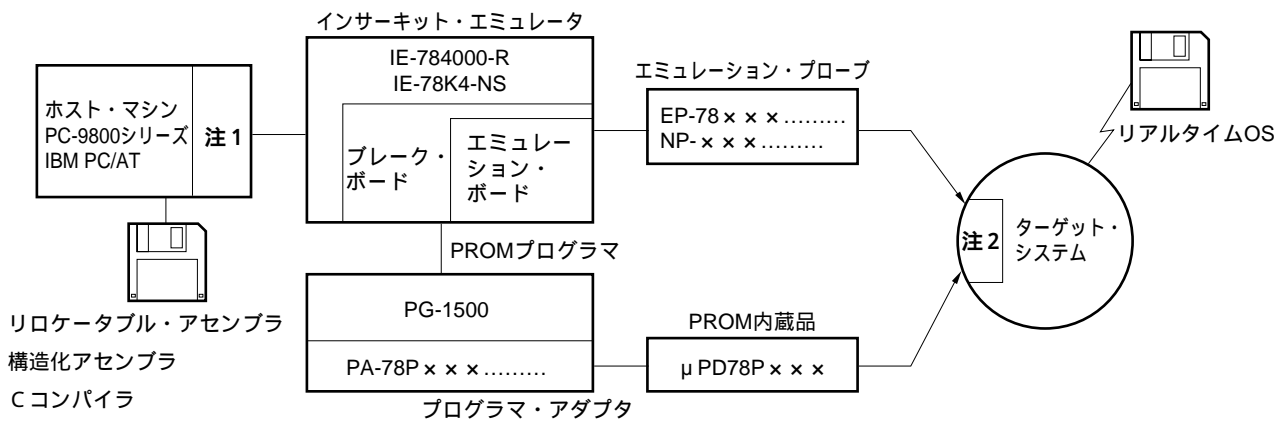 インサーキット・エミュレータ
IE-784000-R
IE-78K4-NS
ブレーク・
ボード
エミュレー
ション・
ボード
ホスト・マシン
PC-9800シリーズ
IBM PC/AT
注1
エミュレーション・プローブ
EP-78×××.........
NP-×××.........
リアルタイムOS
注2
ターゲット・
システム
PROMプログラマ
PG-1500
PA-78P×××.........
プログラマ・アダプタ
PROM内蔵品
μPD78P×××
リロケータブル・アセンブラ
構造化アセンブラ
Cコンパイラ